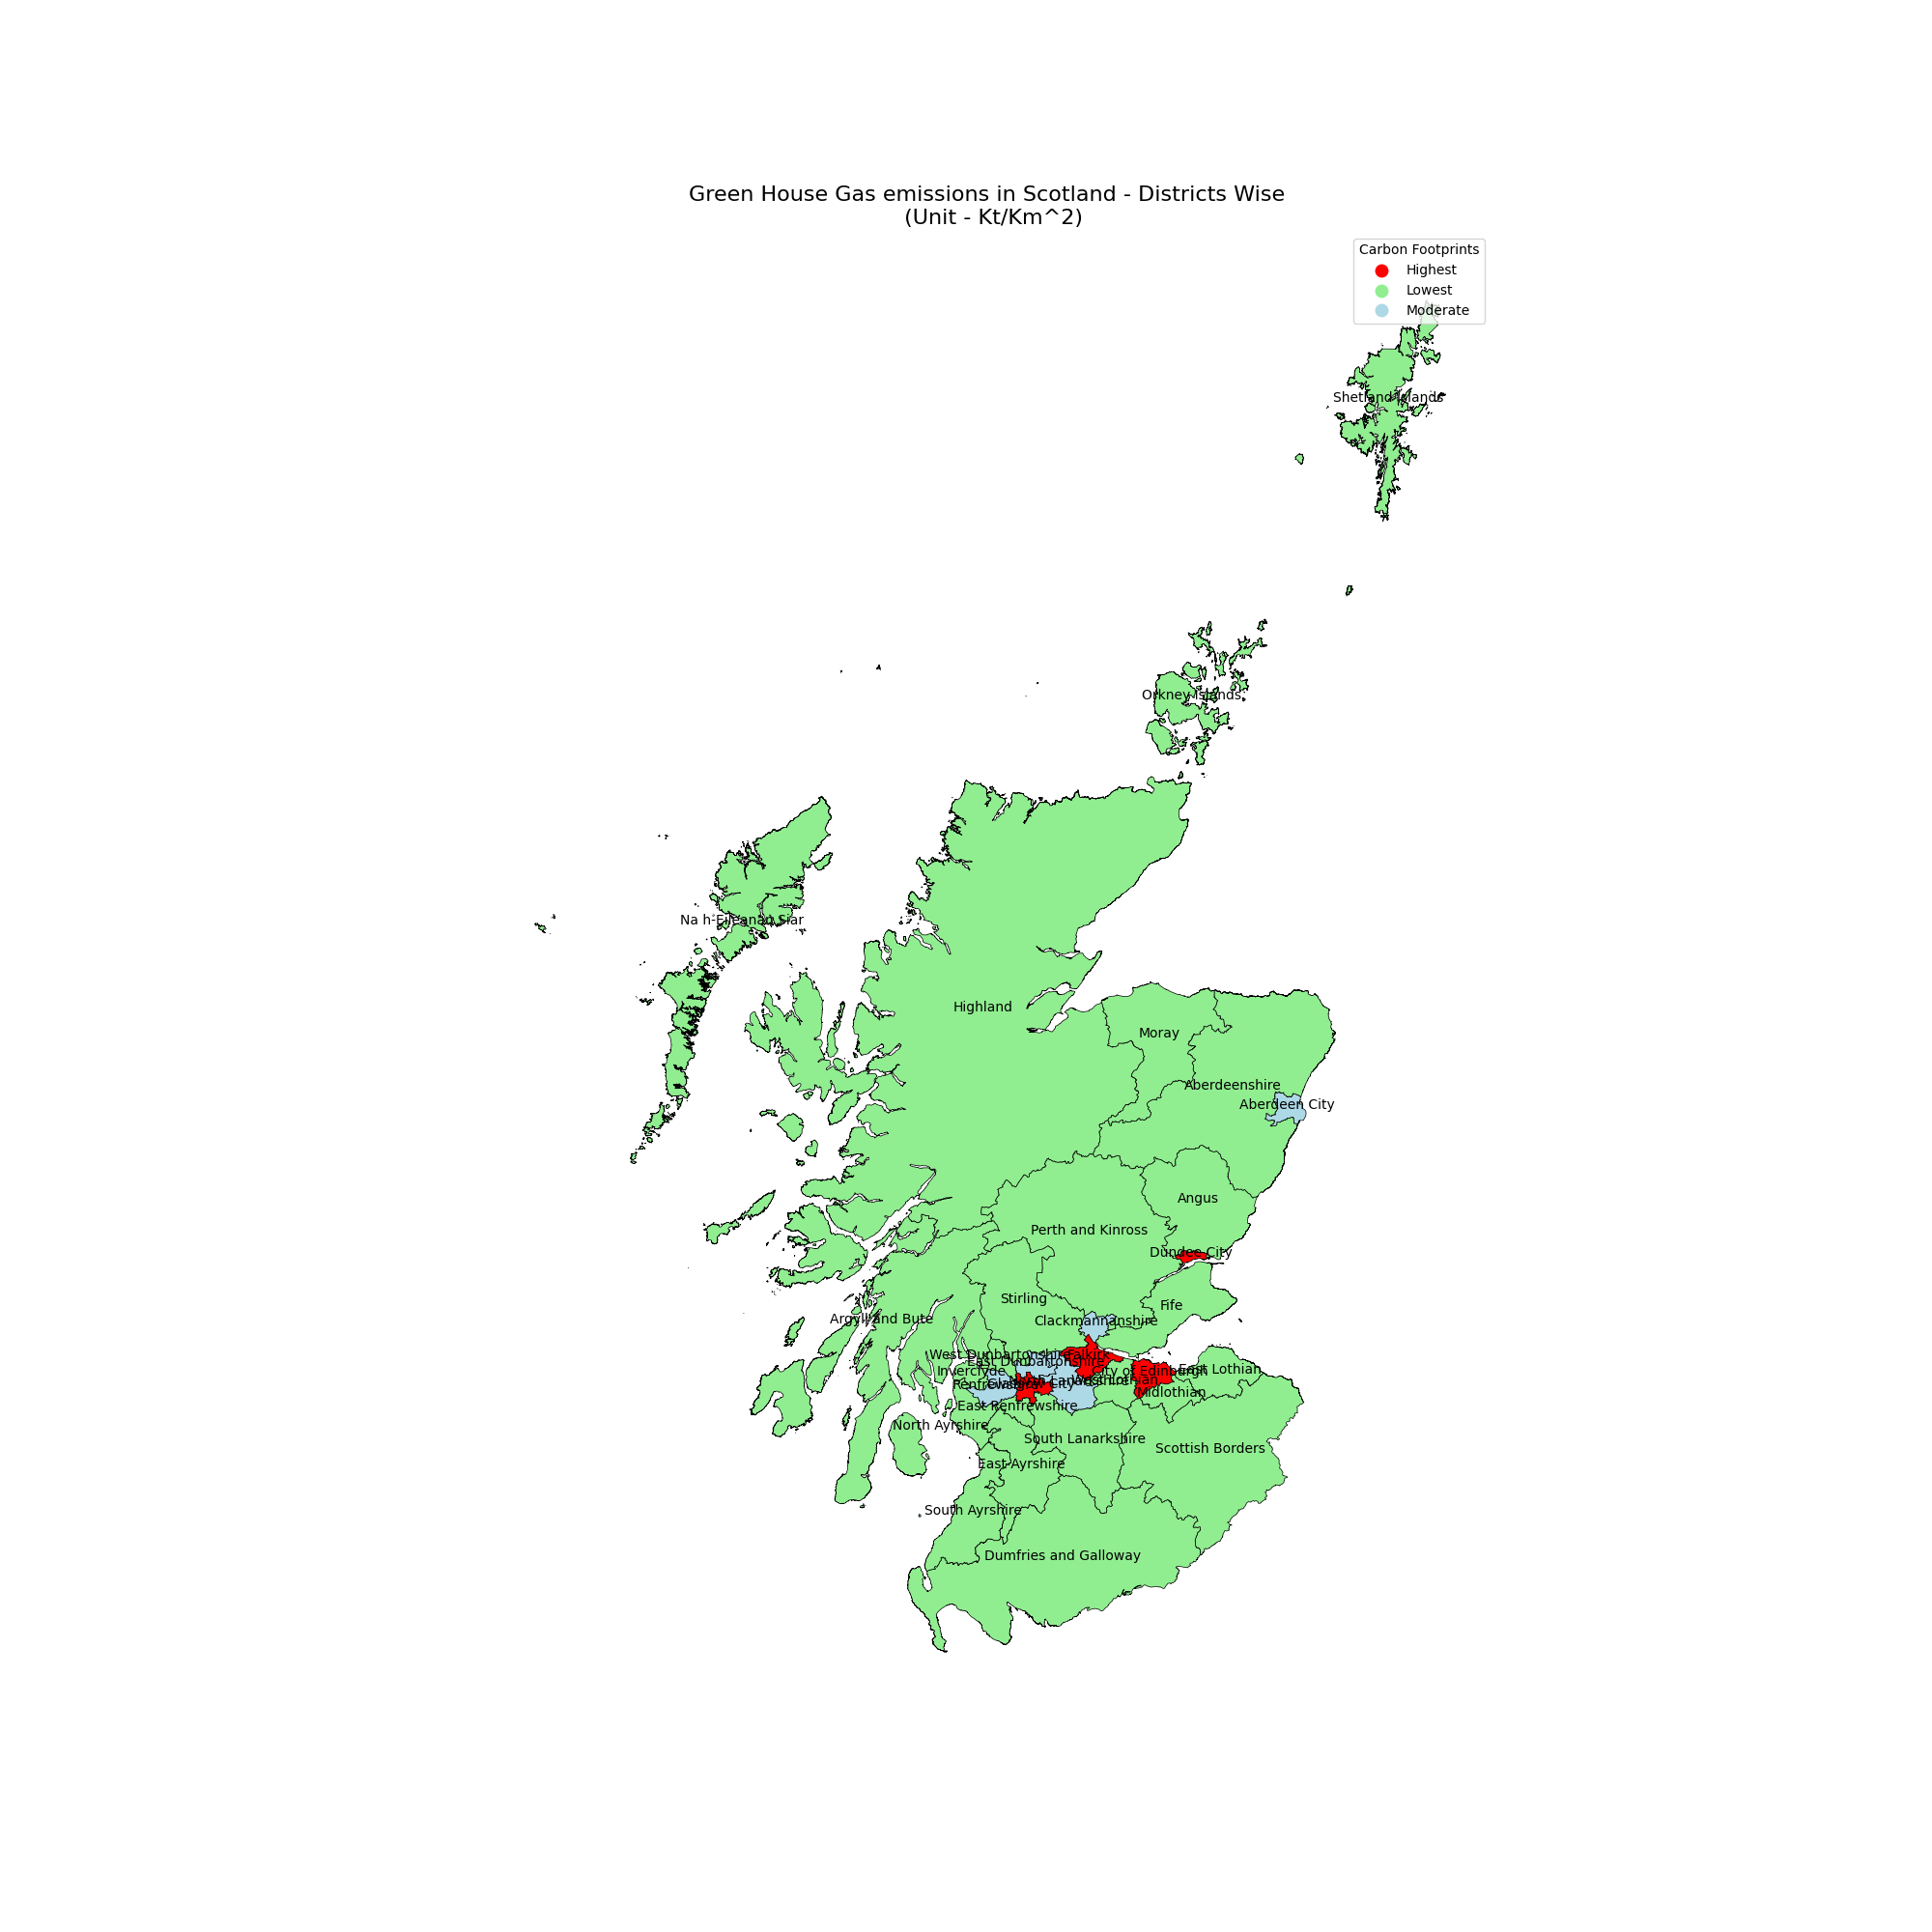 Green House Gas emissions in Scotland - Districts Wise
(Unit - Kt/Km^2)
Carbon Footprints
Highest
Lowest
Moderate
Shetland Islands
Orkney Islands
Na h-Eileanan Siar
Highland
Moray
Aberdeenshire
Aberdeen City
Angus
Perth and Kinross
Dundee City
Stirling
Fife
Argyll and Bute
Clackmannanshire
West Dunbartonshire
Falkirk
East Dunbartonshire
Inverclyde
City of Edinburgh
East Lothian
Renfrewshire
Glasgow City
North Lanarkshire
West Lothian
Midlothian
East Renfrewshire
North Ayrshire
South Lanarkshire
Scottish Borders
East Ayrshire
South Ayrshire
Dumfries and Galloway